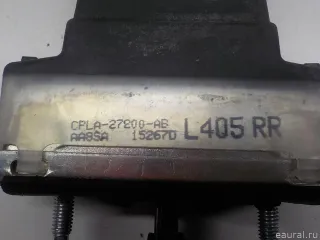 CPLA-27200-AB
AA8SA 15267D L405 RR
© eaural.ru